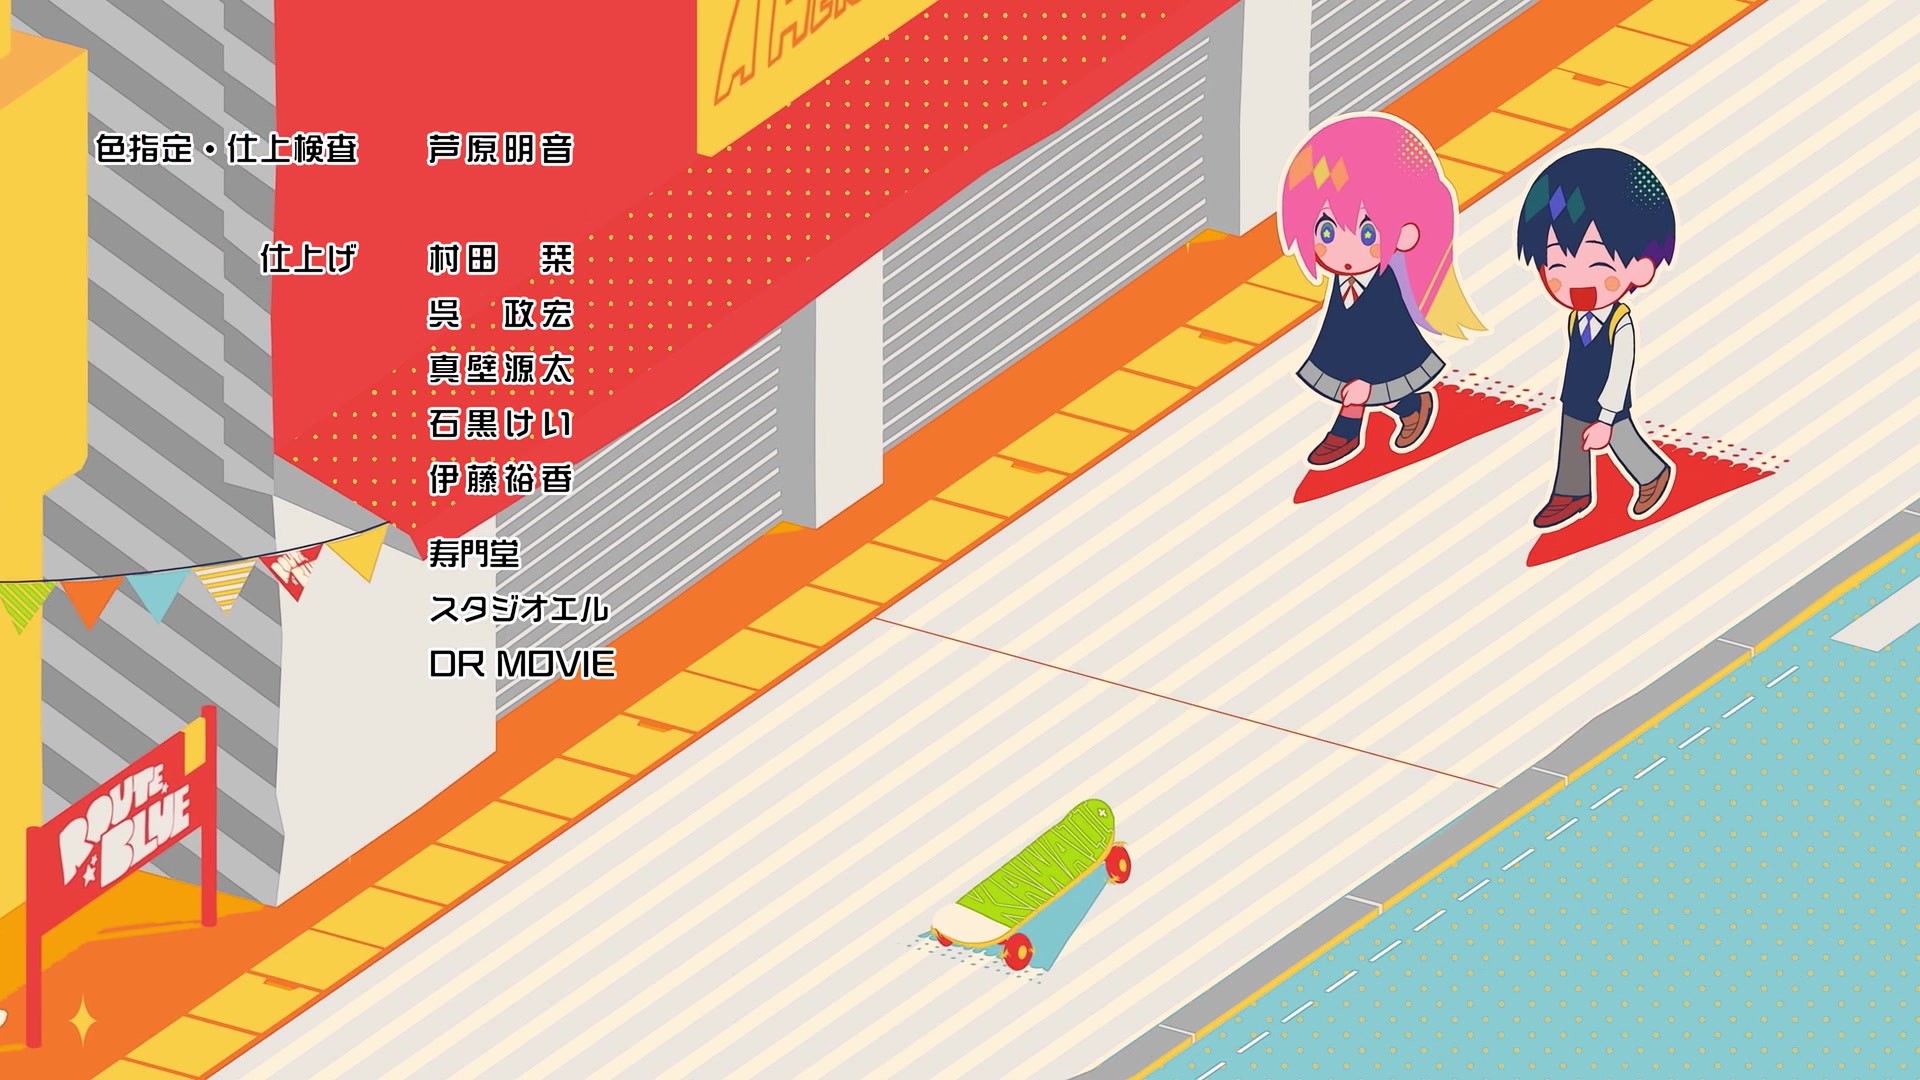 色指定・仕上検査 芦原明音
仕上げ 村田 栞
呉 政宏
真壁源太
石黒けい
伊藤裕香
寿門堂
スタジオエル
DR MOVIE
ROUTE
BLUE
KAWAII